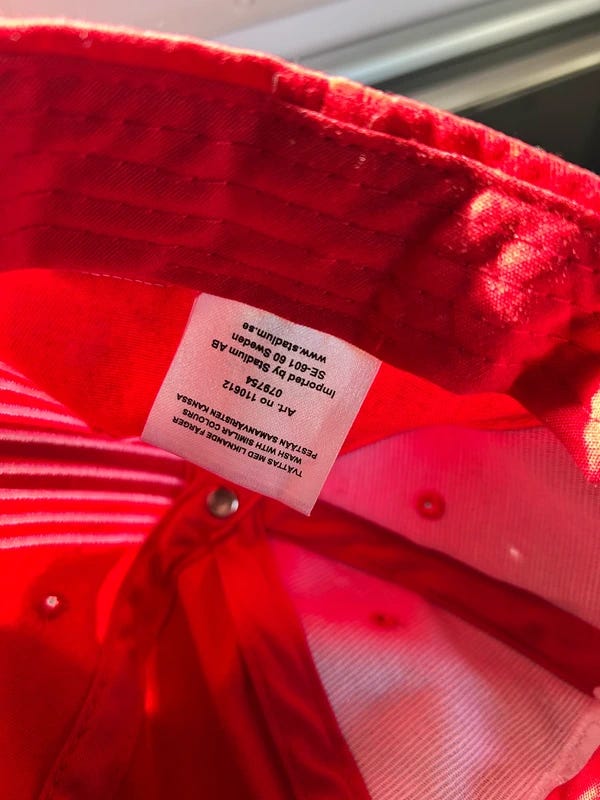 TVÄTTAS MED LIKNANDE FÄRGER
WASH WITH SIMILAR COLOURS
PESTÄÄN SAMANVÄRISTEN KANSSA
Art. no 110612
079754
Imported by Stadium AB
SE-601 60 Sweden
www.stadium.se